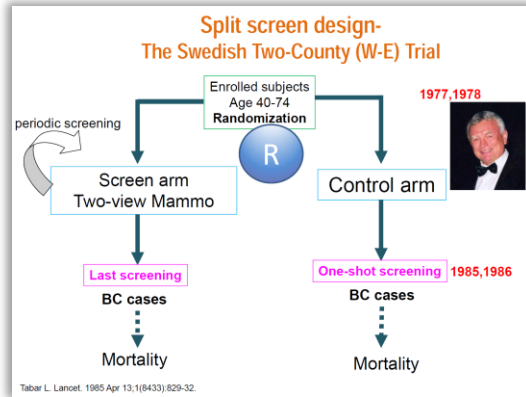 Split screen design-
The Swedish Two-County (W-E) Trial
Enrolled subjects
Age 40-74
Randomization
1977,1978
periodic screening
R
Screen arm
Two-view Mammo
Control arm
Last screening
One-shot screening
1985,1986
BC cases
BC cases
Mortality
Mortality
Tabar L. Lancet. 1985 Apr 13;1(8433):829-32.